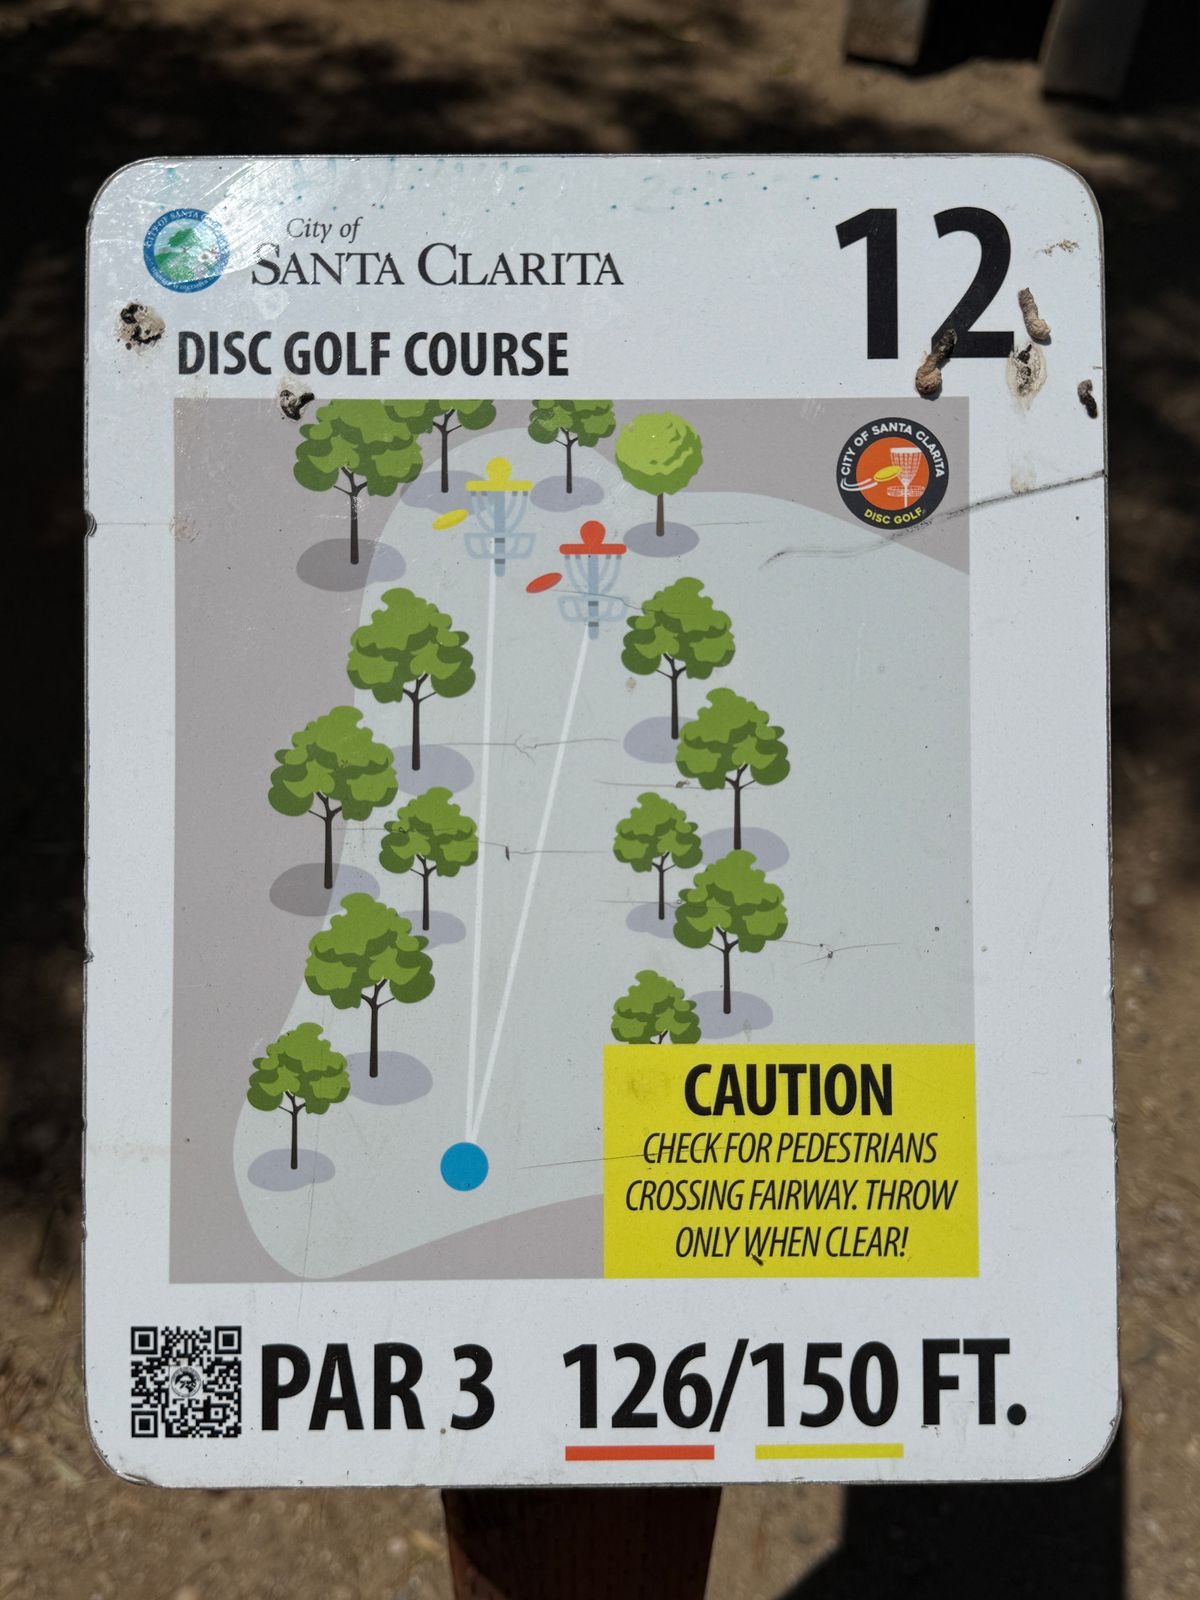 City of
SANTA CLARITA
12
DISC GOLF COURSE
CITY OF SANTA CLARITA
DISC GOLF
CAUTION
CHECK FOR PEDESTRIANS
CROSSING FAIRWAY. THROW
ONLY WHEN CLEAR!
PAR 3 126/150 FT.